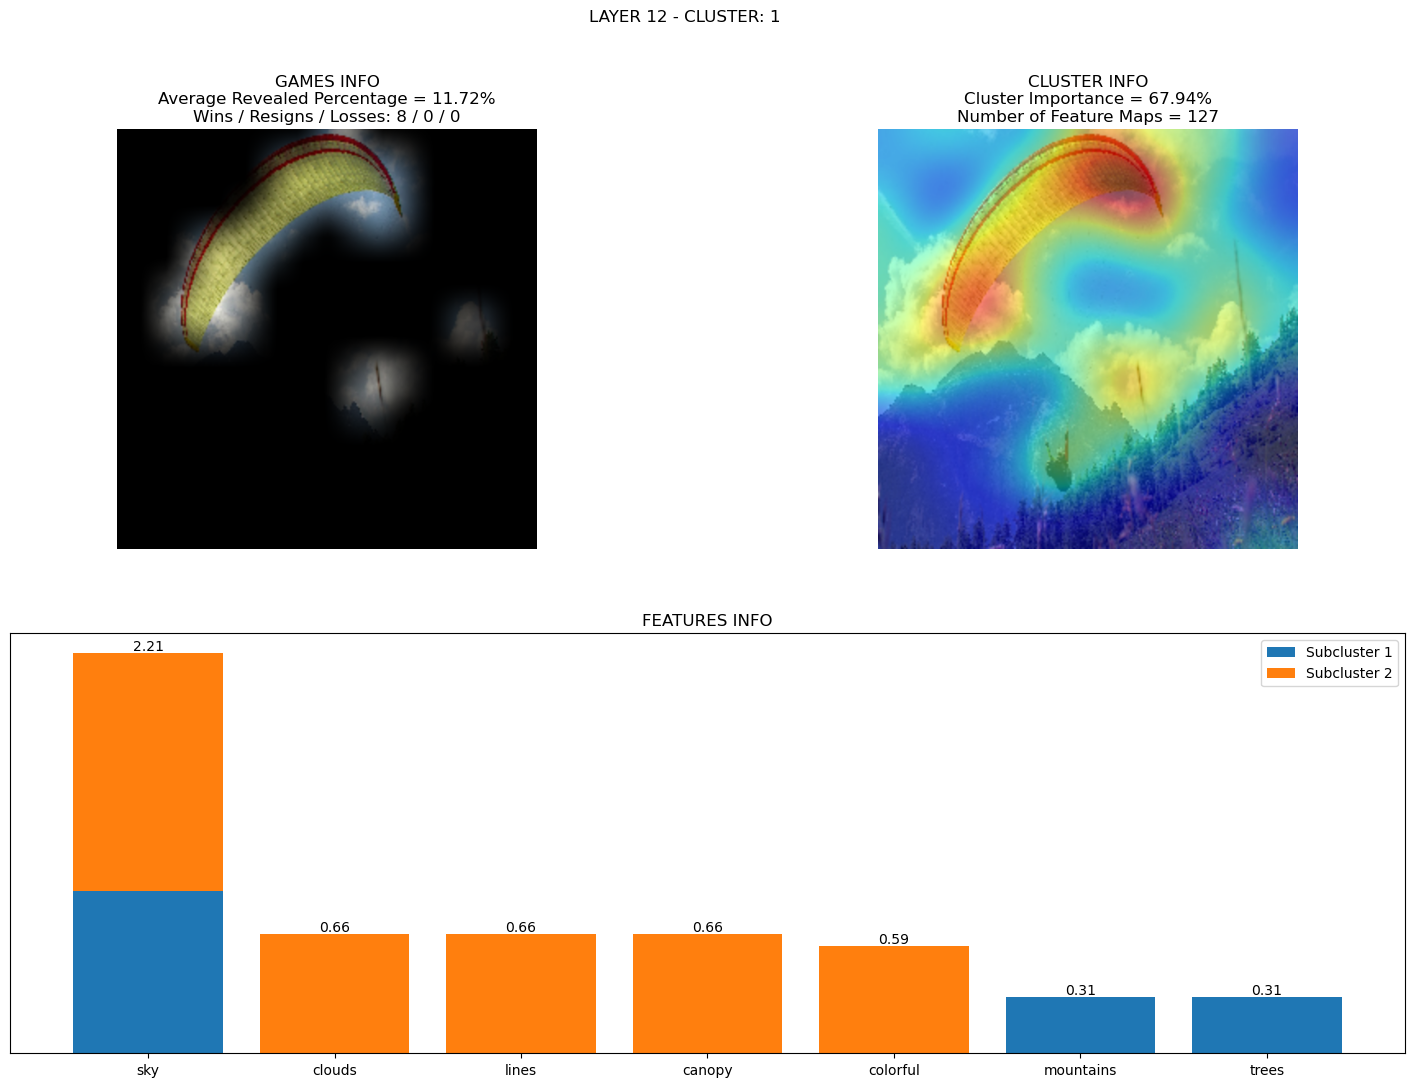 LAYER 12 - CLUSTER: 1
GAMES INFO
Average Revealed Percentage = 11.72%
Wins / Resigns / Losses: 8 / 0 / 0
CLUSTER INFO
Cluster Importance = 67.94%
Number of Feature Maps = 127
FEATURES INFO
Subcluster 1
Subcluster 2
2.21
0.66
0.66
0.66
0.59
0.31
0.31
sky
clouds
lines
canopy
colorful
mountains
trees